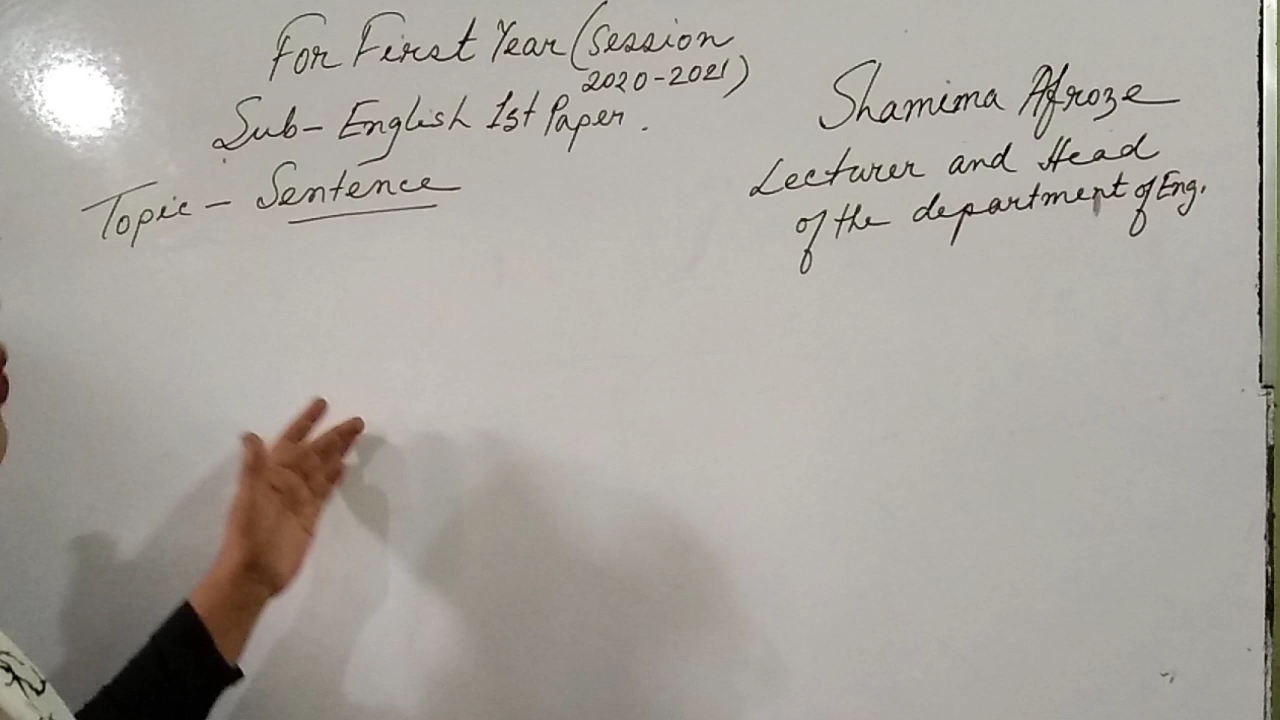 For First Year (Session
2020-2021)
Sub- English 1st Paper.
Topic - Sentence
Shamima Afroze
Lecturer and Head
of the department of Eng.